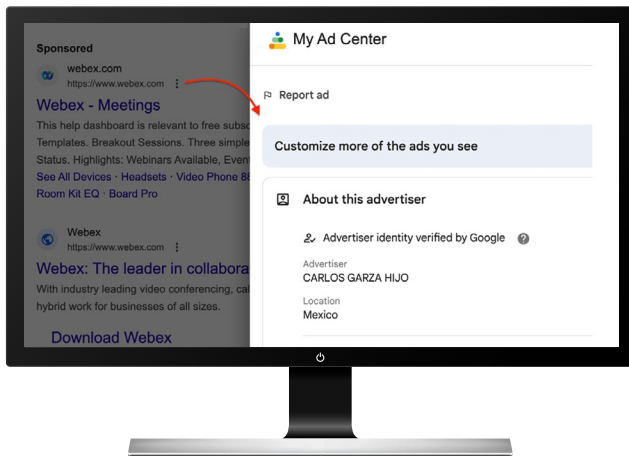 Sponsored
webex.com
https://www.webex.com
Webex - Meetings
This help dashboard is relevant to free subsc
Templates. Breakout Sessions. Three simple
Status. Highlights: Webinars Available, Event
See All Devices · Headsets · Video Phone 88
Room Kit EQ · Board Pro
Webex
https://www.webex.com
Webex: The leader in collabora
With industry leading video conferencing, cal
hybrid work for businesses of all sizes.
Download Webex
My Ad Center
Report ad
Customize more of the ads you see
About this advertiser
Advertiser identity verified by Google
Advertiser
CARLOS GARZA HIJO
Location
Mexico